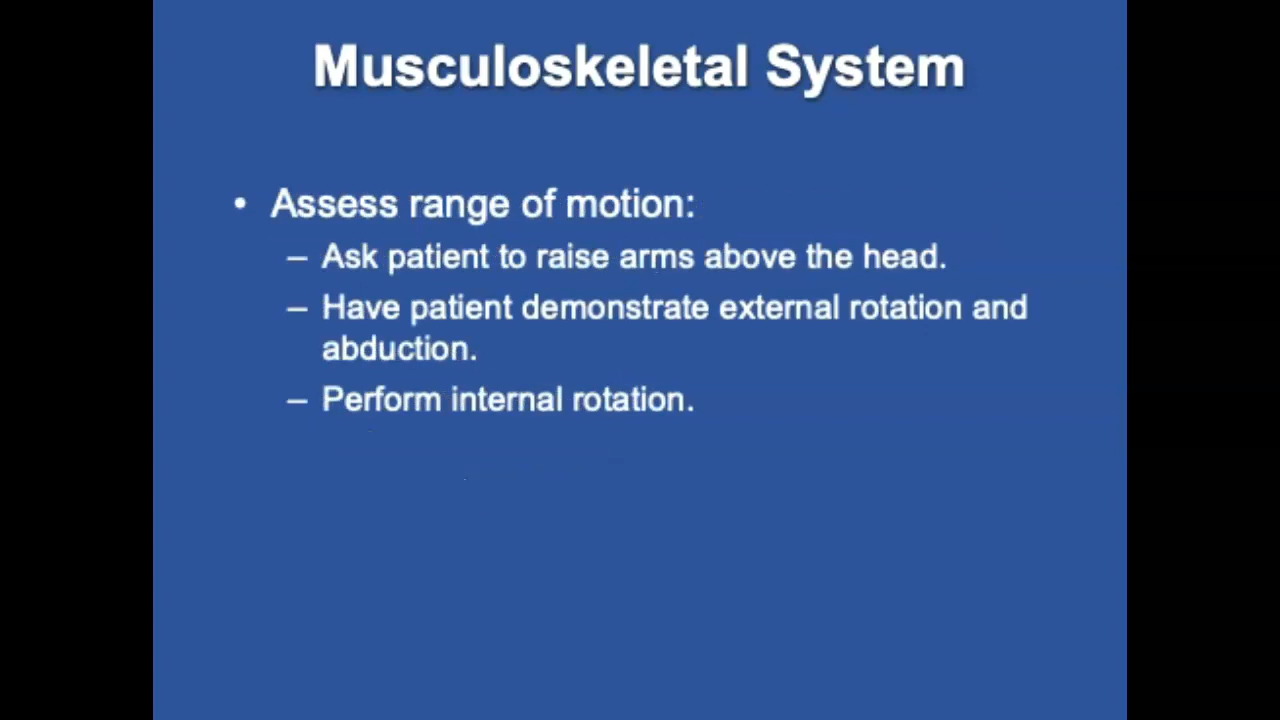 Musculoskeletal System
• Assess range of motion:
– Ask patient to raise arms above the head.
– Have patient demonstrate external rotation and
abduction.
– Perform internal rotation.